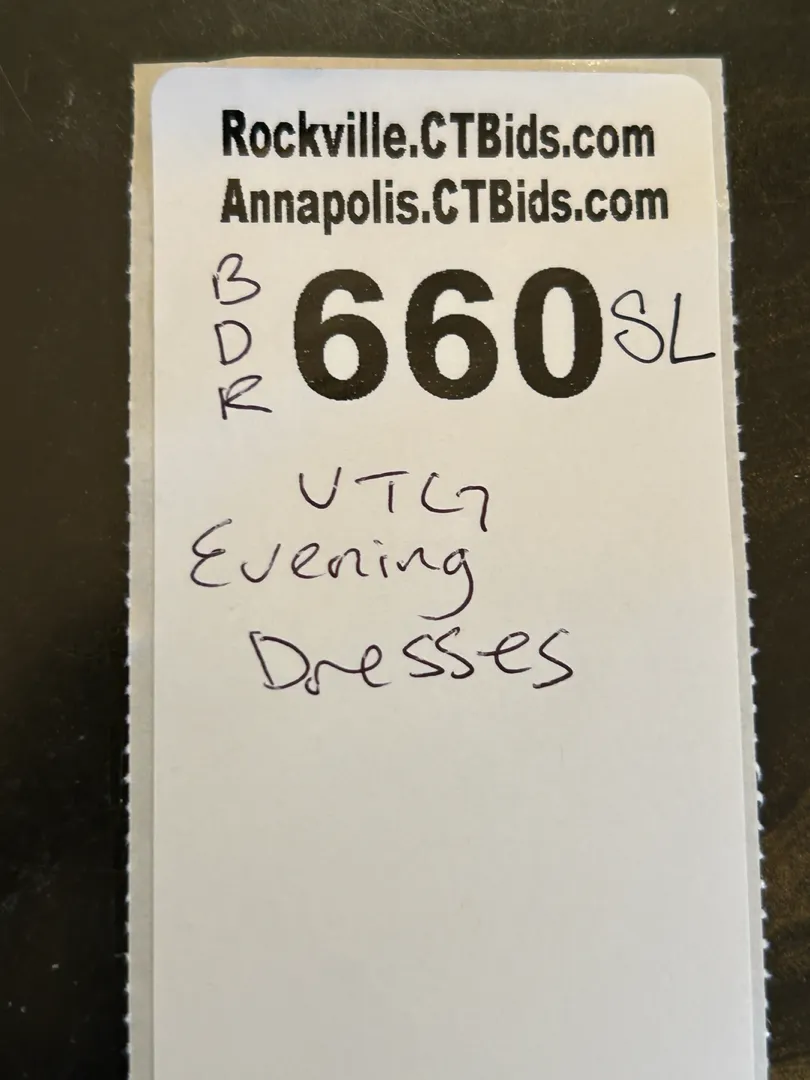 Rockville.CTBids.com
Annapolis.CTBids.com
B
D
R
660 SL
VTG
Evening
Dresses